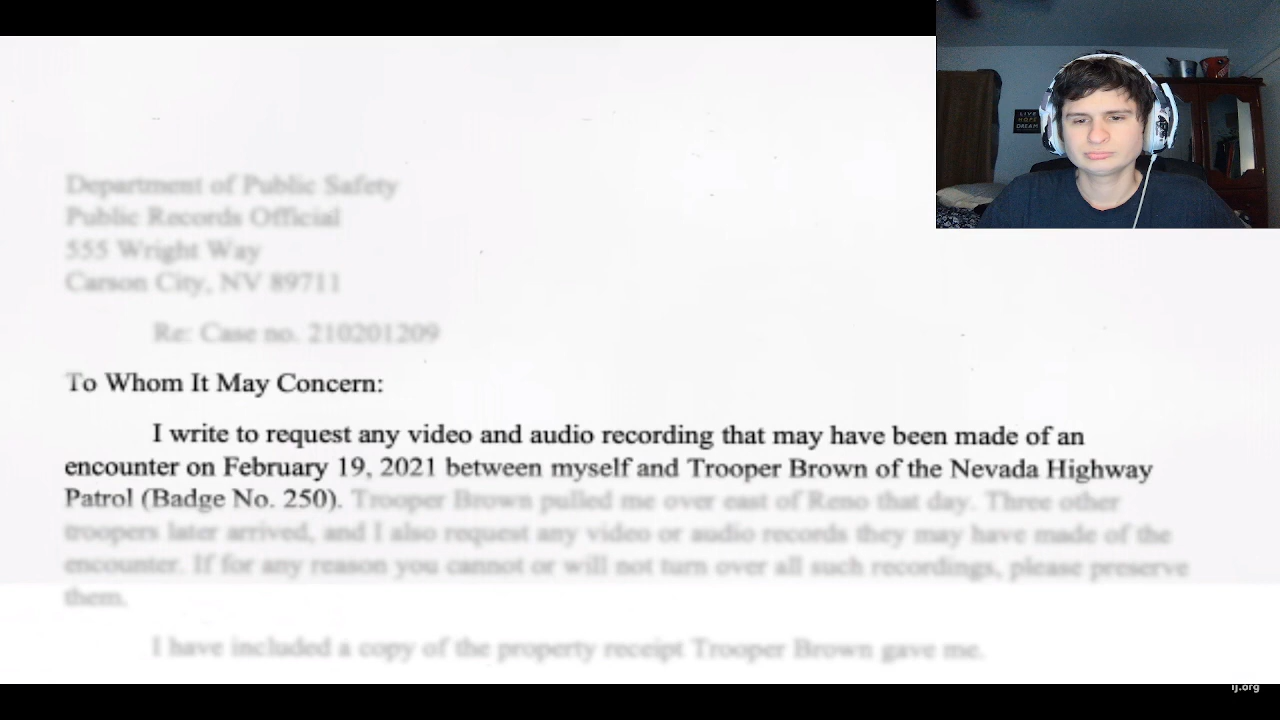 LIVE
HOPE
DREAM
Department of Public Safety
Public Records Official
555 Wright Way
Carson City, NV 89711
Re: Case no. 210201209
To Whom It May Concern:
I write to request any video and audio recording that may have been made of an
encounter on February 19, 2021 between myself and Trooper Brown of the Nevada Highway
Patrol (Badge No. 250). Trooper Brown pulled me over east of Reno that day. Three other
troopers later arrived, and I also request any video or audio records they may have made of the
encounter. If for any reason you cannot or will not turn over all such recordings, please preserve
them.
I have included a copy of the property receipt Trooper Brown gave me.
ij.org